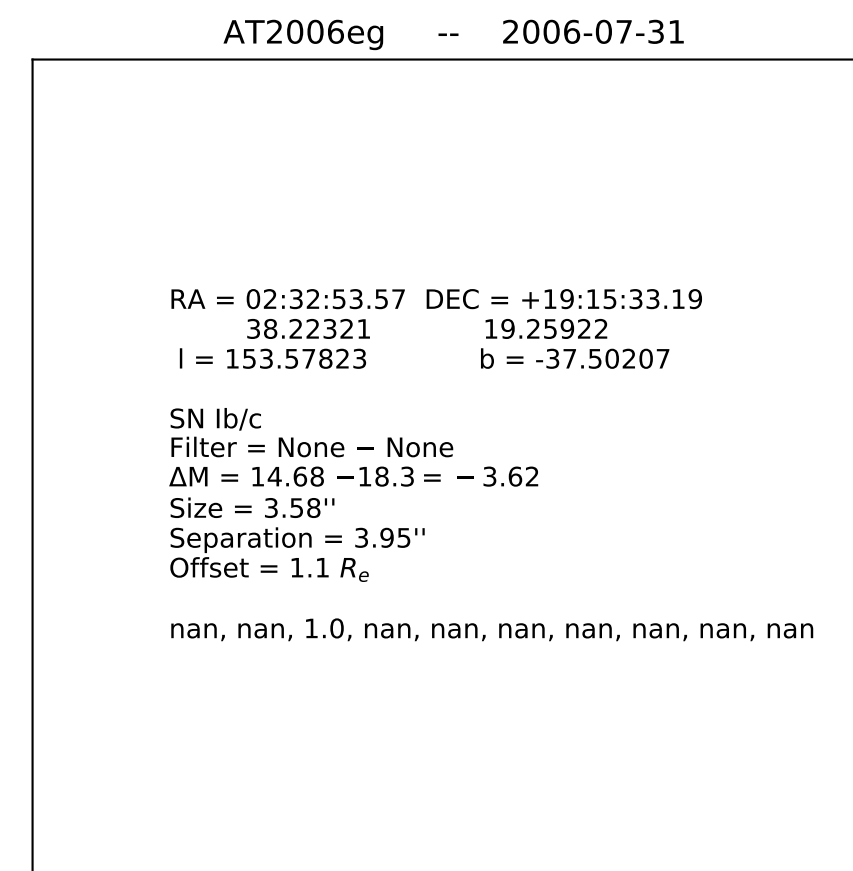 AT2006eg -- 2006-07-31
RA = 02:32:53.57 DEC = +19:15:33.19
38.22321 19.25922
l = 153.57823 b = -37.50207
SN Ib/c
Filter = None − None
ΔM = 14.68 −18.3 = − 3.62
Size = 3.58''
Separation = 3.95''
Offset = 1.1 Rₑ
nan, nan, 1.0, nan, nan, nan, nan, nan, nan, nan